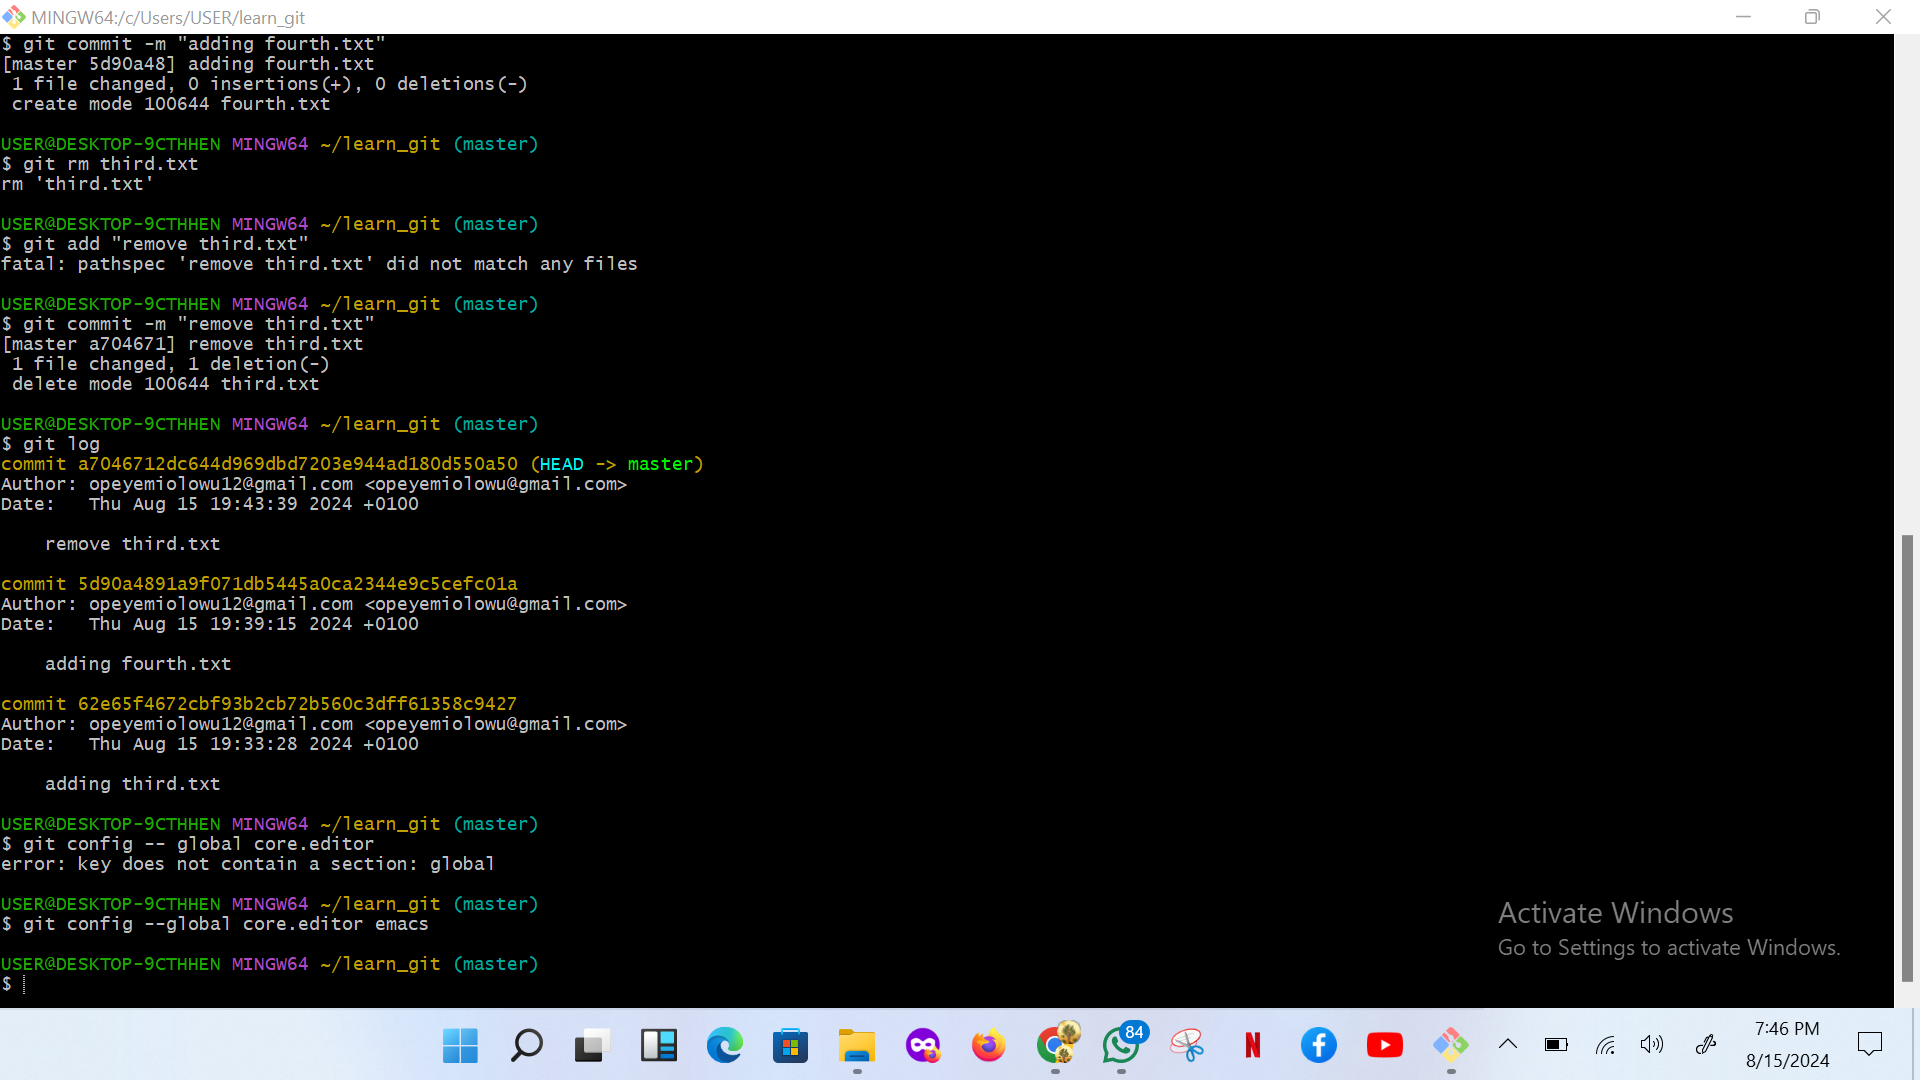 MINGW64:/c/Users/USER/learn_git
$ git commit -m "adding fourth.txt"
[master 5d90a48] adding fourth.txt
 1 file changed, 0 insertions(+), 0 deletions(-)
 create mode 100644 fourth.txt
USER@DESKTOP-9CTHHEN MINGW64 ~/learn_git (master)
$ git rm third.txt
rm 'third.txt'
USER@DESKTOP-9CTHHEN MINGW64 ~/learn_git (master)
$ git add "remove third.txt"
fatal: pathspec 'remove third.txt' did not match any files
USER@DESKTOP-9CTHHEN MINGW64 ~/learn_git (master)
$ git commit -m "remove third.txt"
[master a704671] remove third.txt
 1 file changed, 1 deletion(-)
 delete mode 100644 third.txt
USER@DESKTOP-9CTHHEN MINGW64 ~/learn_git (master)
$ git log
commit a7046712dc644d969dbd7203e944ad180d550a50 (HEAD -> master)
Author: opeyemiolowu12@gmail.com <opeyemiolowu@gmail.com>
Date:   Thu Aug 15 19:43:39 2024 +0100
    remove third.txt
commit 5d90a4891a9f071db5445a0ca2344e9c5cefc01a
Author: opeyemiolowu12@gmail.com <opeyemiolowu@gmail.com>
Date:   Thu Aug 15 19:39:15 2024 +0100
    adding fourth.txt
commit 62e65f4672cbf93b2cb72b560c3dff61358c9427
Author: opeyemiolowu12@gmail.com <opeyemiolowu@gmail.com>
Date:   Thu Aug 15 19:33:28 2024 +0100
    adding third.txt
USER@DESKTOP-9CTHHEN MINGW64 ~/learn_git (master)
$ git config -- global core.editor
error: key does not contain a section: global
USER@DESKTOP-9CTHHEN MINGW64 ~/learn_git (master)
$ git config --global core.editor emacs
USER@DESKTOP-9CTHHEN MINGW64 ~/learn_git (master)
$
Activate Windows
Go to Settings to activate Windows.
84
N
7:46 PM
8/15/2024